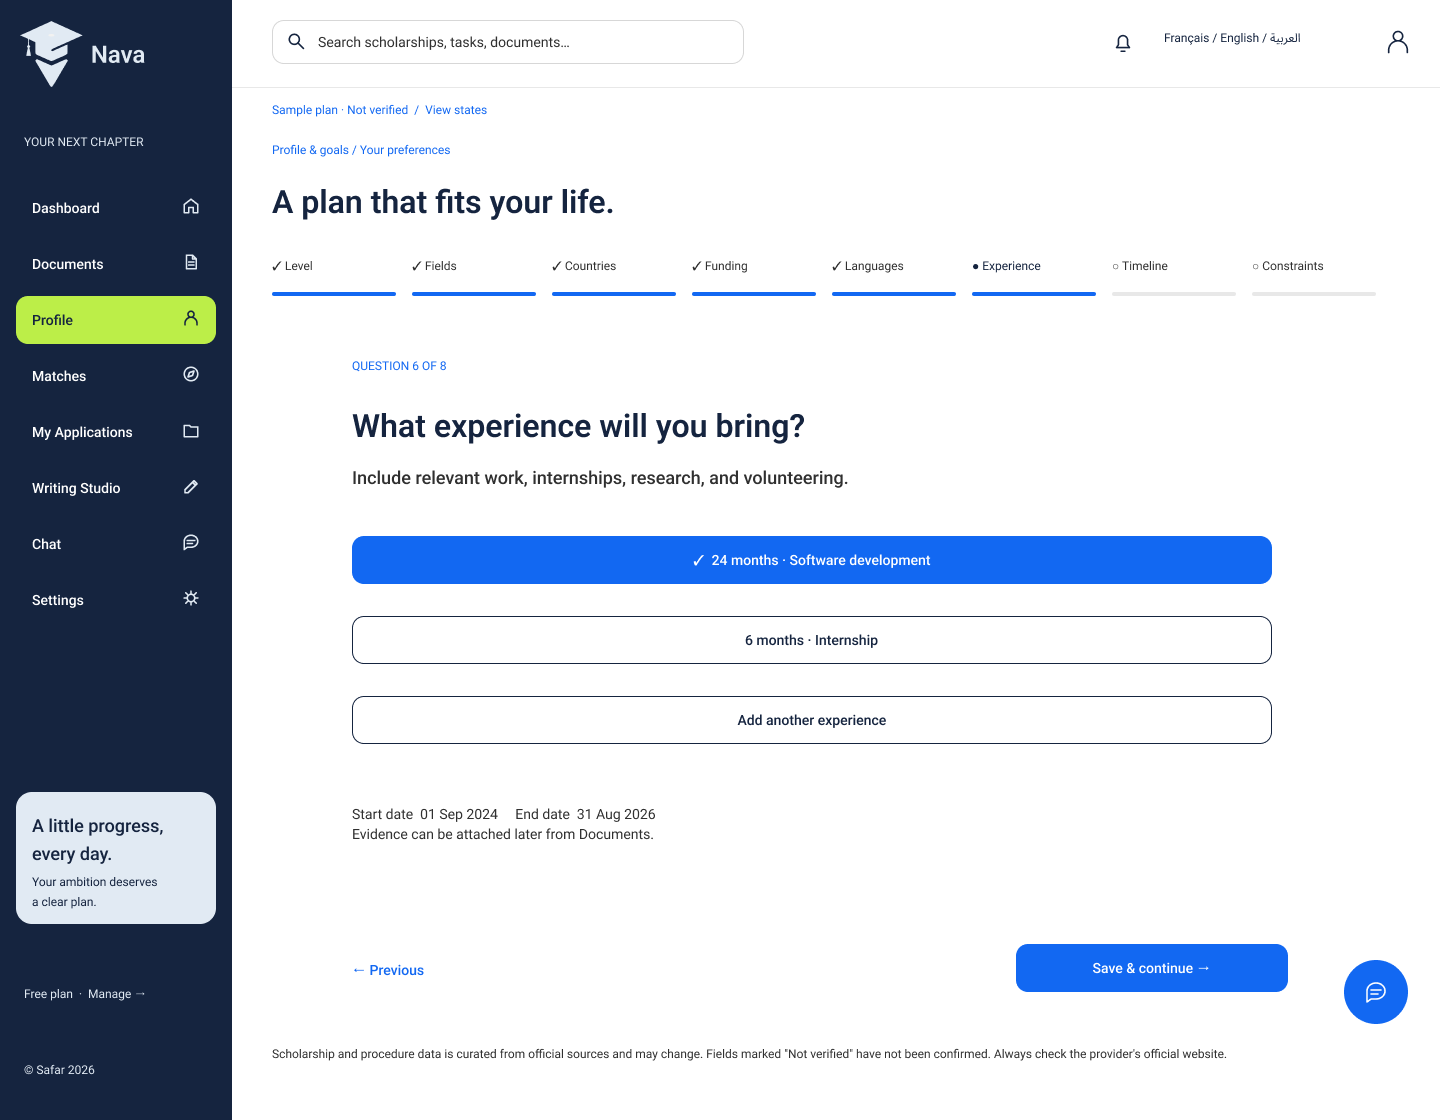 Nava
YOUR NEXT CHAPTER
Dashboard
Documents
Profile
Matches
My Applications
Writing Studio
Chat
Settings
A little progress,
every day.
Your ambition deserves
a clear plan.
Free plan · Manage →
© Safar 2026
Search scholarships, tasks, documents…
Français / English / العربية
Sample plan · Not verified / View states
Profile & goals / Your preferences
A plan that fits your life.
✓ Level
✓ Fields
✓ Countries
✓ Funding
✓ Languages
● Experience
○ Timeline
○ Constraints
QUESTION 6 OF 8
What experience will you bring?
Include relevant work, internships, research, and volunteering.
✓ 24 months · Software development
6 months · Internship
Add another experience
Start date 01 Sep 2024 End date 31 Aug 2026
Evidence can be attached later from Documents.
← Previous
Save & continue →
Scholarship and procedure data is curated from official sources and may change. Fields marked "Not verified" have not been confirmed. Always check the provider's official website.